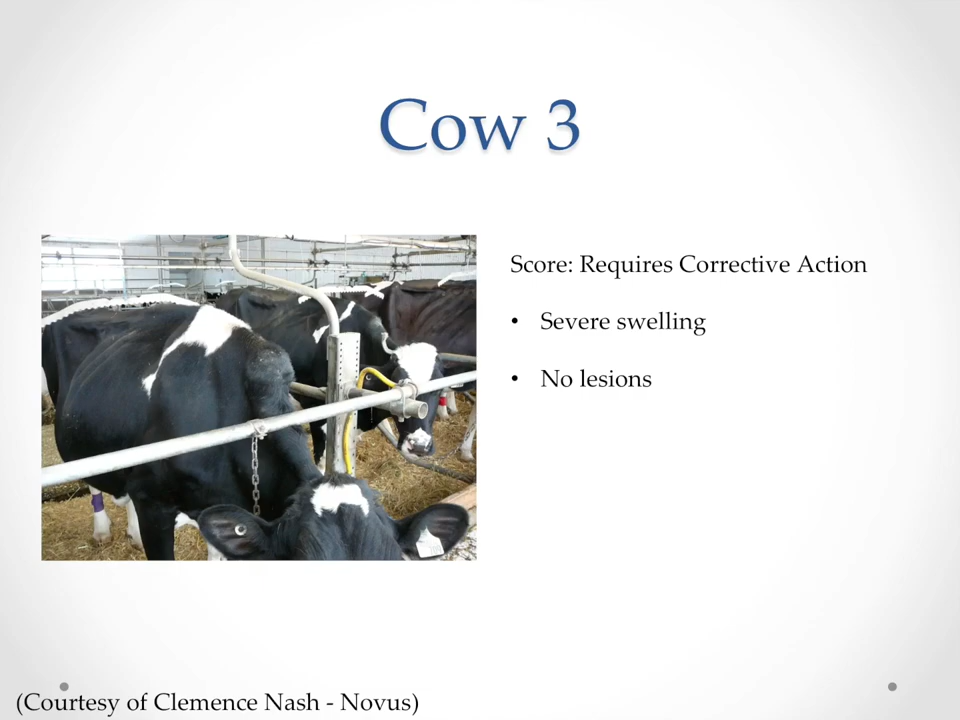 Cow 3
Score: Requires Corrective Action
• Severe swelling
• No lesions
(Courtesy of Clemence Nash - Novus)